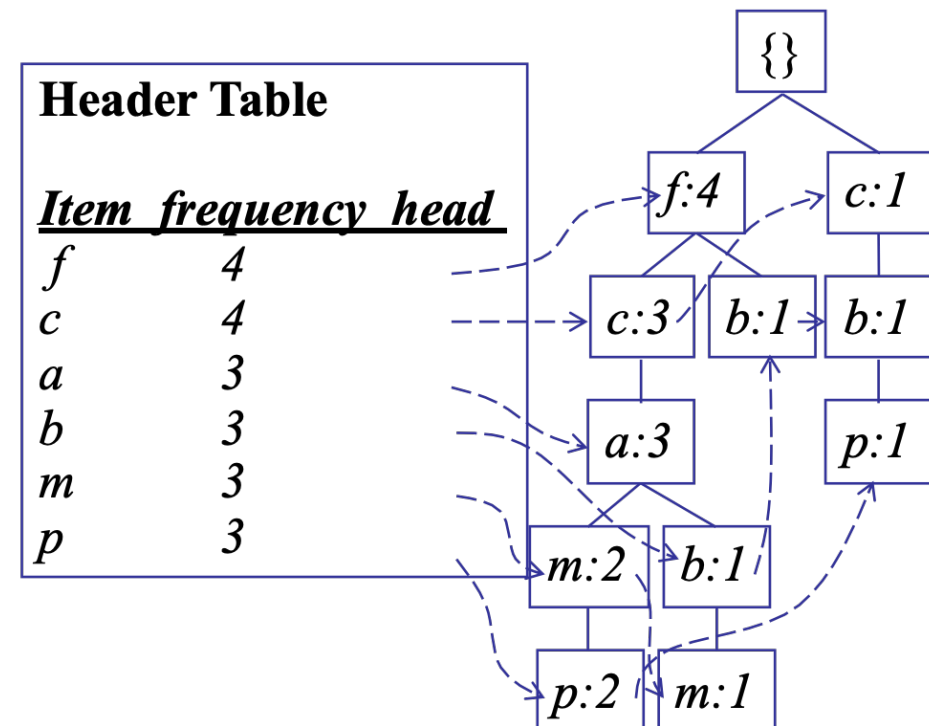 {}
Header Table
Item frequency head
f 4
c 4
a 3
b 3
m 3
p 3
f:4 c:1
c:3 b:1 b:1
a:3 p:1
m:2 b:1
p:2 m:1